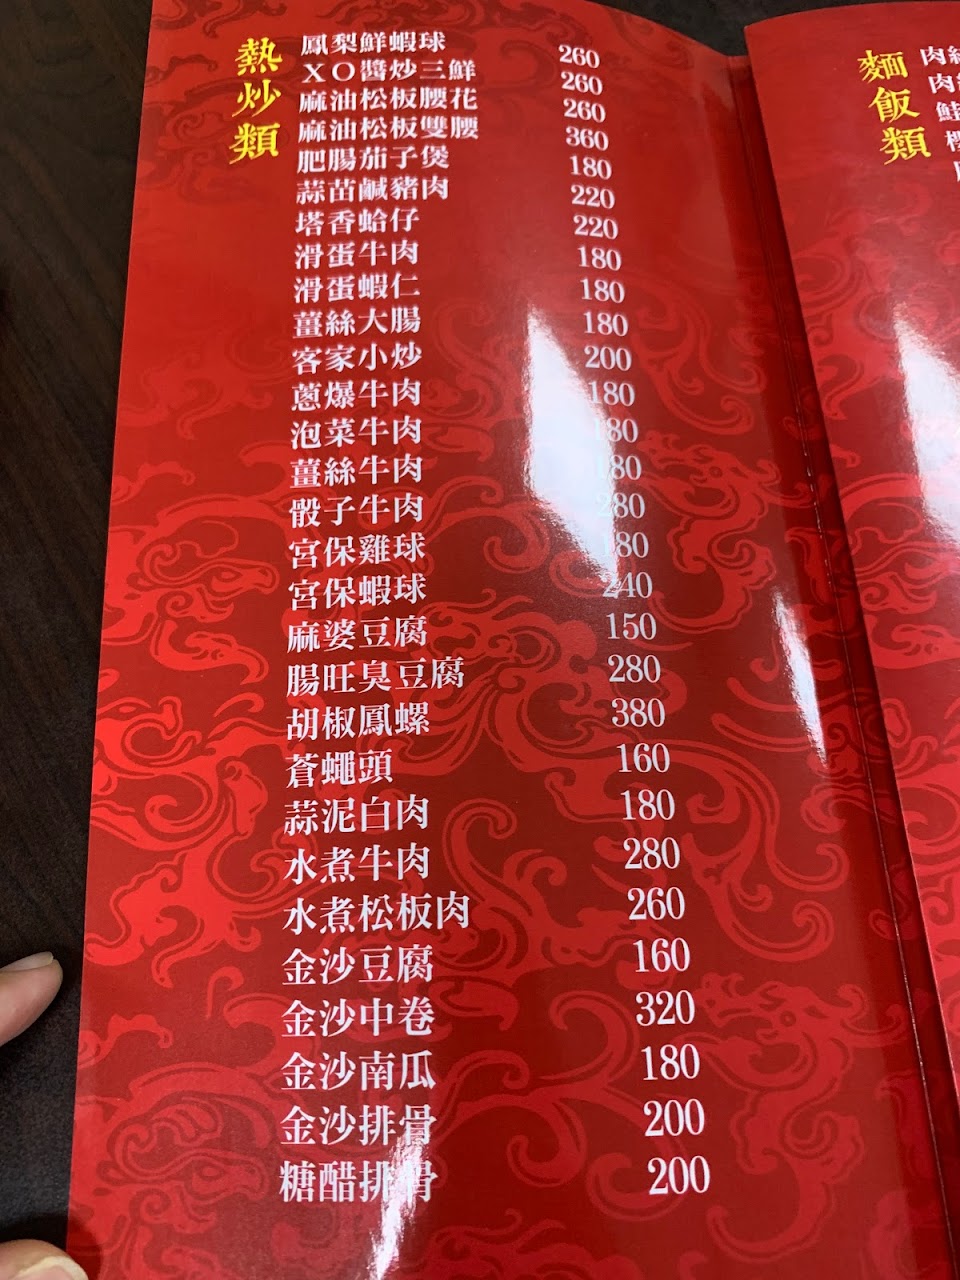 熱炒類
鳳梨鮮蝦球 260
ＸＯ醬炒三鮮 260
麻油松板腰花 260
麻油松板雙腰 360
肥腸茄子煲 180
蒜苗鹹豬肉 220
塔香蛤仔 220
滑蛋牛肉 180
滑蛋蝦仁 180
薑絲大腸 180
客家小炒 200
蔥爆牛肉 180
泡菜牛肉 180
薑絲牛肉 180
骰子牛肉 280
宮保雞球 180
宮保蝦球 240
麻婆豆腐 150
腸旺臭豆腐 280
胡椒鳳螺 380
蒼蠅頭 160
蒜泥白肉 180
水煮牛肉 280
水煮松板肉 260
金沙豆腐 160
金沙中卷 320
金沙南瓜 180
金沙排骨 200
糖醋排骨 200
麵飯類
肉
肉